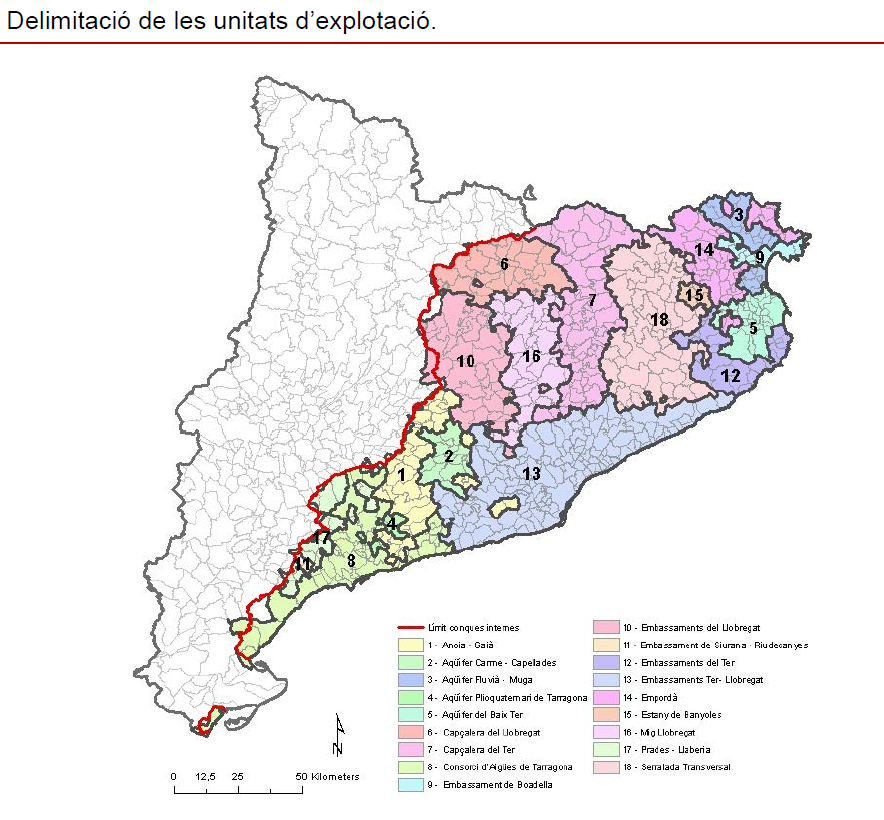 Delimitació de les unitats d'explotació.
3
14
9
6
15
7
18
5
10
16
12
2
1
13
4
17
11
8
Límit conques internes
1 - Anoia - Gaià
2 - Aqüífer Carme - Capellades
3 - Aqüífer Fluvià - Muga
4 - Aqüífer Plioquaternari de Tarragona
5 - Aqüífer del Baix Ter
6 - Capçalera del Llobregat
7 - Capçalera del Ter
8 - Consorci d'Aigües de Tarragona
9 - Embassament de Boadella
10 - Embassaments del Llobregat
11 - Embassament de Siurana - Riudecanyes
12 - Embassaments del Ter
13 - Embassaments Ter- Llobregat
14 - Empordà
15 - Estany de Banyoles
16 - Mig Llobregat
17 - Prades - Llaberia
18 - Serralada Transversal
N
0 12,5 25 50 Kilometers